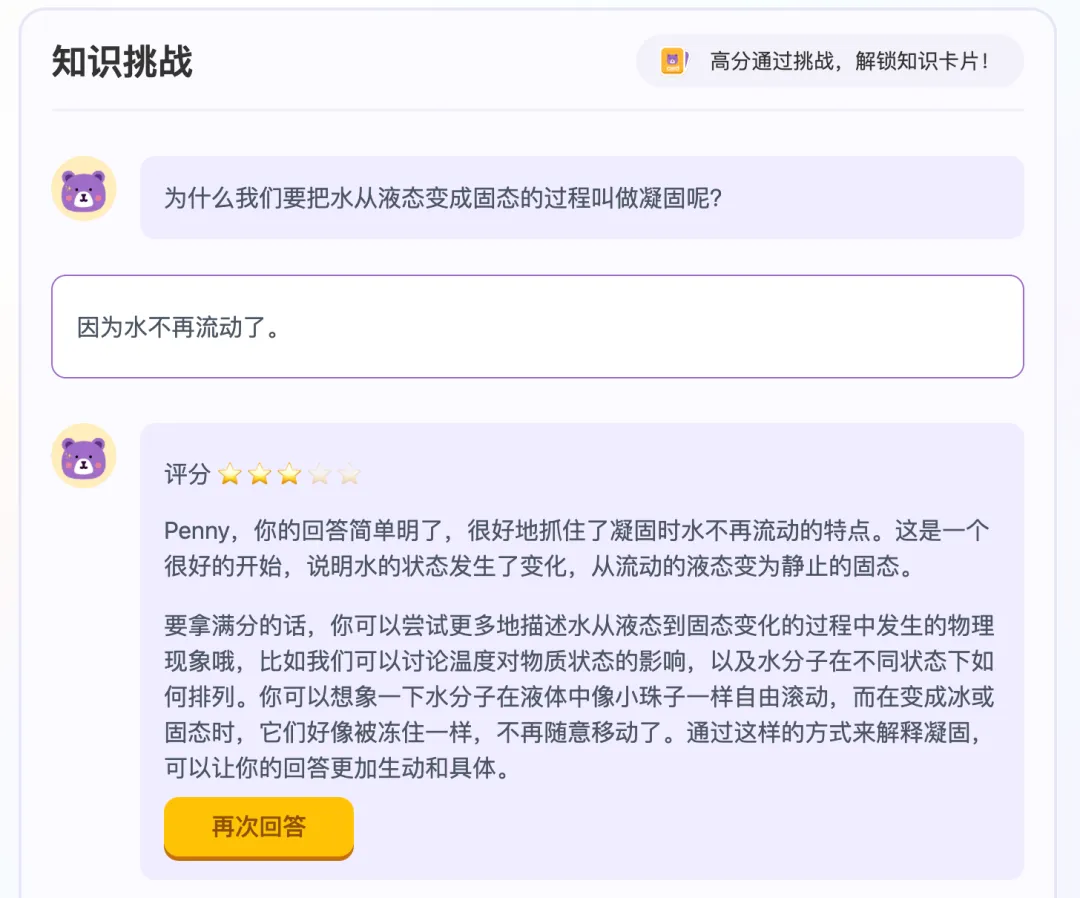 知识挑战
高分通过挑战，解锁知识卡片！
为什么我们要把水从液态变成固态的过程叫做凝固呢？
因为水不再流动了。
评分
Penny，你的回答简单明了，很好地抓住了凝固时水不再流动的特点。这是一个
很好的开始，说明水的状态发生了变化，从流动的液态变为静止的固态。
要拿满分的话，你可以尝试更多地描述水从液态到固态变化的过程中发生的物理
现象哦，比如我们可以讨论温度对物质状态的影响，以及水分子在不同状态下如
何排列。你可以想象一下水分子在液体中像小珠子一样自由滚动，而在变成冰或
固态时，它们好像被冻住一样，不再随意移动了。通过这样的方式来解释凝固，
可以让你的回答更加生动和具体。
再次回答